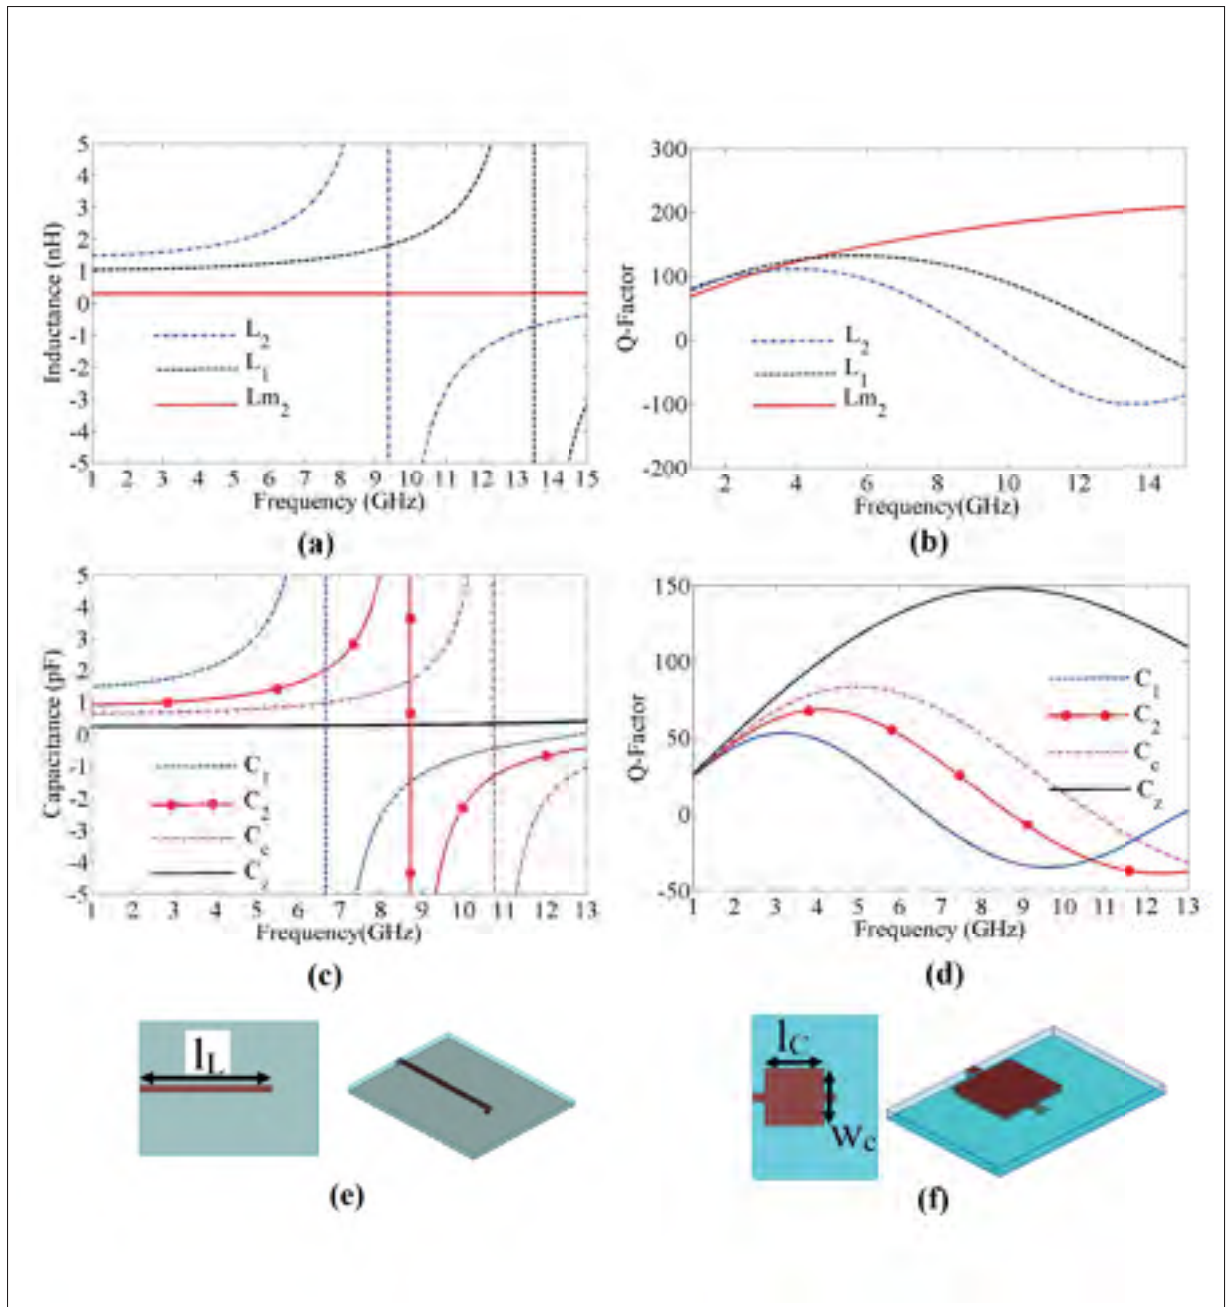 5
4
3
2
1
0
-1
-2
-3
-4
-5
Inductance (nH)
L2
L1
Lm2
1 2 3 4 5 6 7 8 9 10 11 12 13 14 15
Frequency (GHz)
(a)
300
200
100
0
-100
-200
Q-Factor
L2
L1
Lm2
2 4 6 8 10 12 14
Frequency(GHz)
(b)
5
4
3
2
1
0
-1
-2
-3
-4
-5
Capacitance (pF)
C1
C2
Cc
Cz
1 2 3 4 5 6 7 8 9 10 11 12 13
Frequency(GHz)
(c)
150
100
50
0
-50
Q-Factor
C1
C2
Cc
Cz
1 2 3 4 5 6 7 8 9 10 11 12 13
Frequency (GHz)
(d)
lL
(e)
lC
Wc
(f)